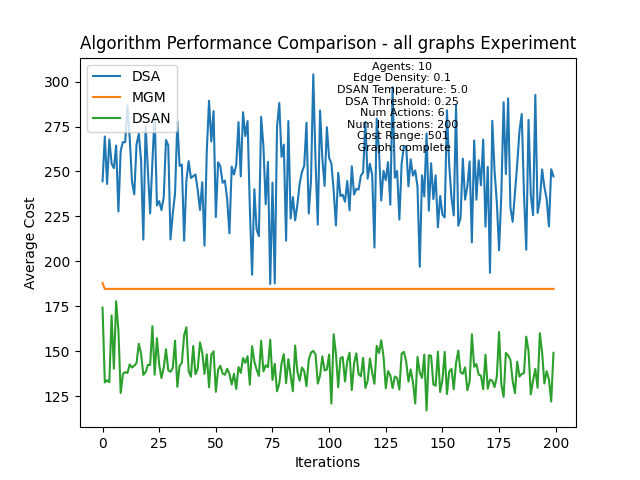 Algorithm Performance Comparison - all graphs Experiment
DSA
MGM
DSAN
Agents: 10
Edge Density: 0.1
DSAN Temperature: 5.0
DSA Threshold: 0.25
Num Actions: 6
Num Iterations: 200
Cost Range: 501
Graph: complete
Average Cost
300
275
250
225
200
175
150
125
0
25
50
75
100
125
150
175
200
Iterations